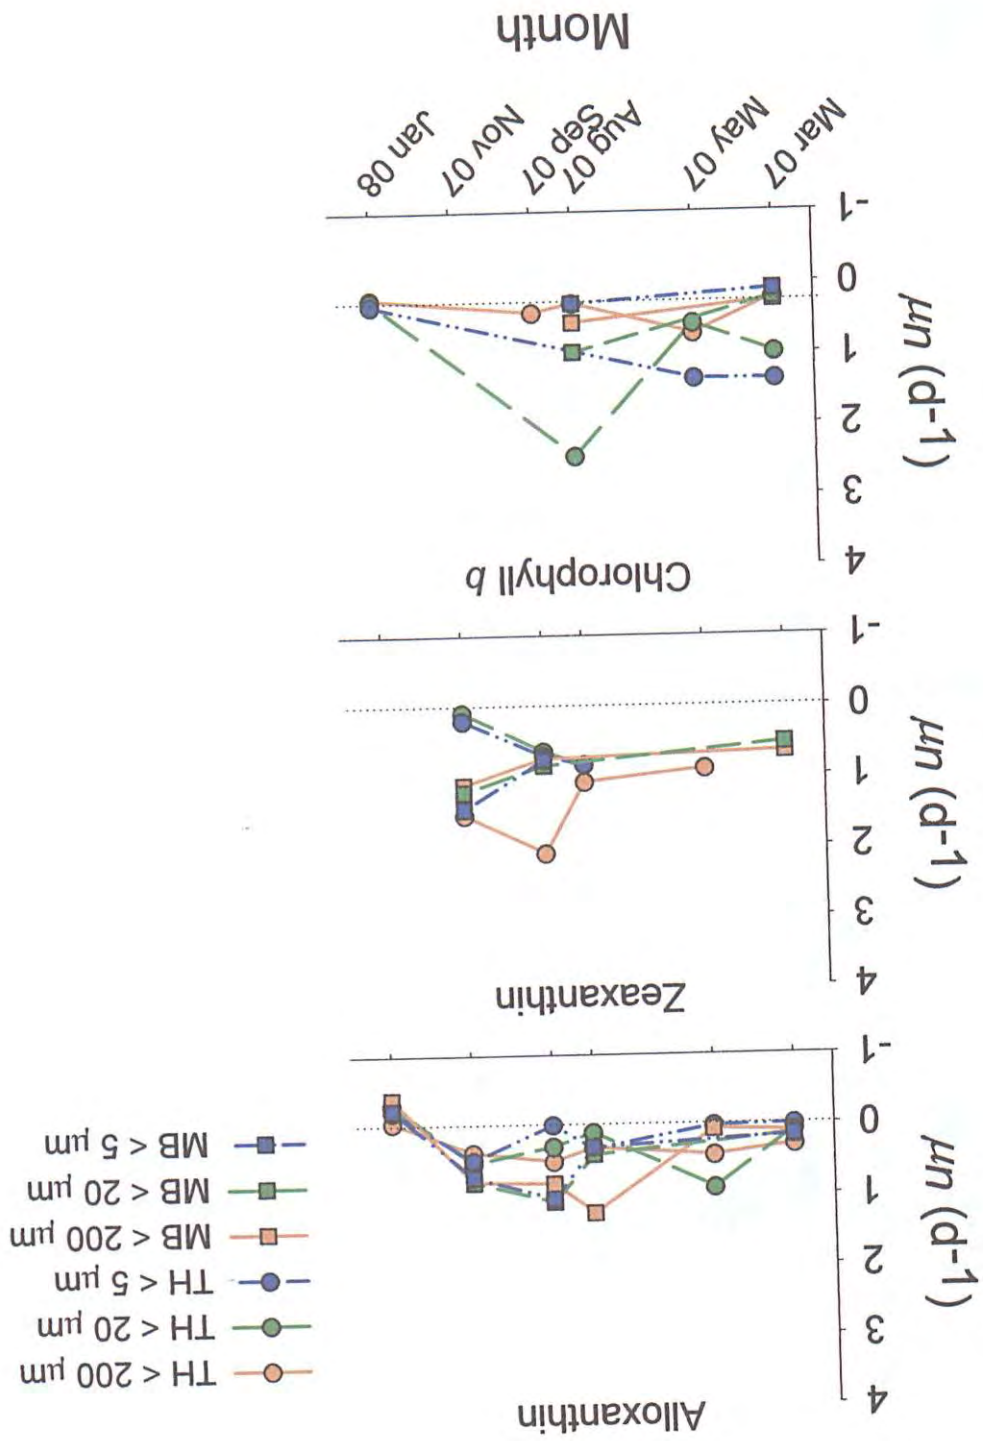 Alloxanthin
TH < 200 µm
TH < 20 µm
TH < 5 µm
MB < 200 µm
MB < 20 µm
MB < 5 µm
µn (d-1)
4
3
2
1
0
-1
Zeaxanthin
µn (d-1)
4
3
2
1
0
-1
Chlorophyll b
µn (d-1)
4
3
2
1
0
-1
Mar 07
May 07
Aug 07
Sep 07
Nov 07
Jan 08
Month